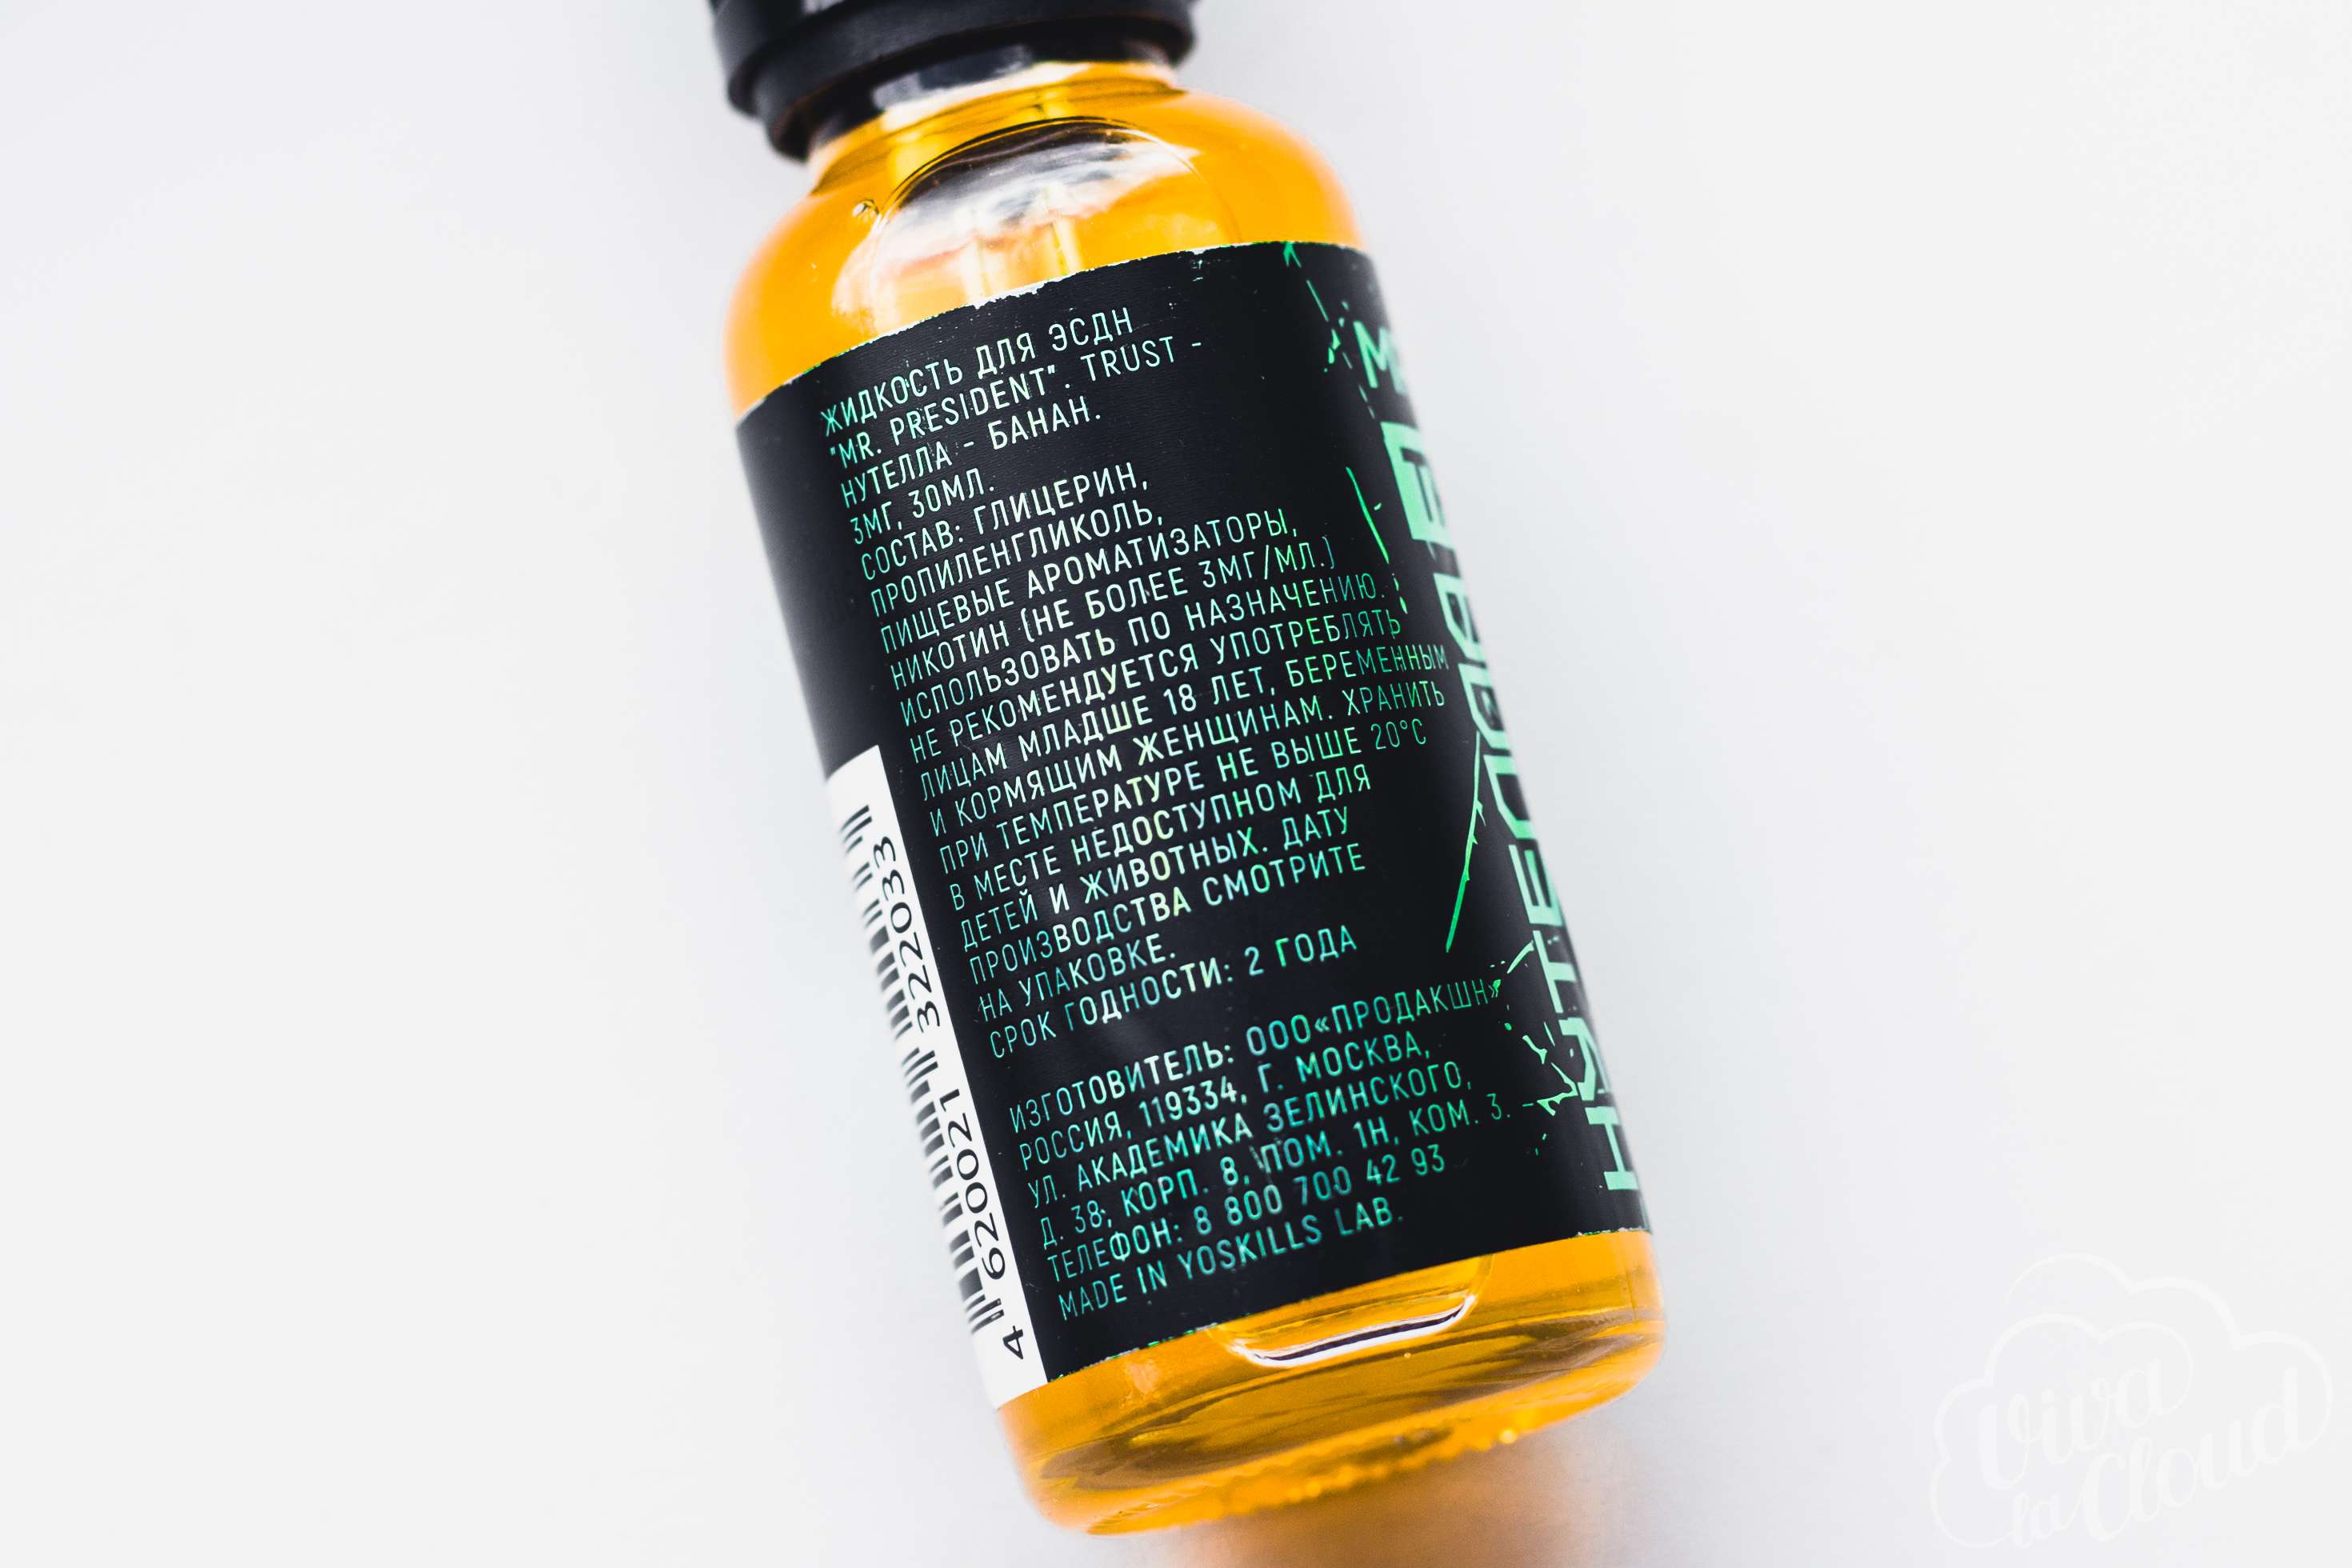 ЖИДКОСТЬ ДЛЯ ЭСДН
"MR. PRESIDENT". TRUST -
НУТЕЛЛА - БАНАН.
3МГ, 30МЛ.
СОСТАВ: ГЛИЦЕРИН,
ПРОПИЛЕНГЛИКОЛЬ,
ПИЩЕВЫЕ АРОМАТИЗАТОРЫ,
НИКОТИН (НЕ БОЛЕЕ 3МГ/МЛ.)
ИСПОЛЬЗОВАТЬ ПО НАЗНАЧЕНИЮ.
НЕ РЕКОМЕНДУЕТСЯ УПОТРЕБЛЯТЬ
ЛИЦАМ МЛАДШЕ 18 ЛЕТ, БЕРЕМЕННЫМ
И КОРМЯЩИМ ЖЕНЩИНАМ. ХРАНИТЬ
ПРИ ТЕМПЕРАТУРЕ НЕ ВЫШЕ 20°C
В МЕСТЕ НЕДОСТУПНОМ ДЛЯ
ДЕТЕЙ И ЖИВОТНЫХ. ДАТУ
ПРОИЗВОДСТВА СМОТРИТЕ
НА УПАКОВКЕ.
СРОК ГОДНОСТИ: 2 ГОДА
ИЗГОТОВИТЕЛЬ: ООО«ПРОДАКШН»
РОССИЯ, 119334, Г. МОСКВА,
УЛ. АКАДЕМИКА ЗЕЛИНСКОГО,
Д. 38, КОРП. 8, ПОМ. 1Н, КОМ. 3.
ТЕЛЕФОН: 8 800 700 42 93
MADE IN YOSKILLS LAB.
4 620021 322033
НУТЕЛЛА
Viva
la Cloud